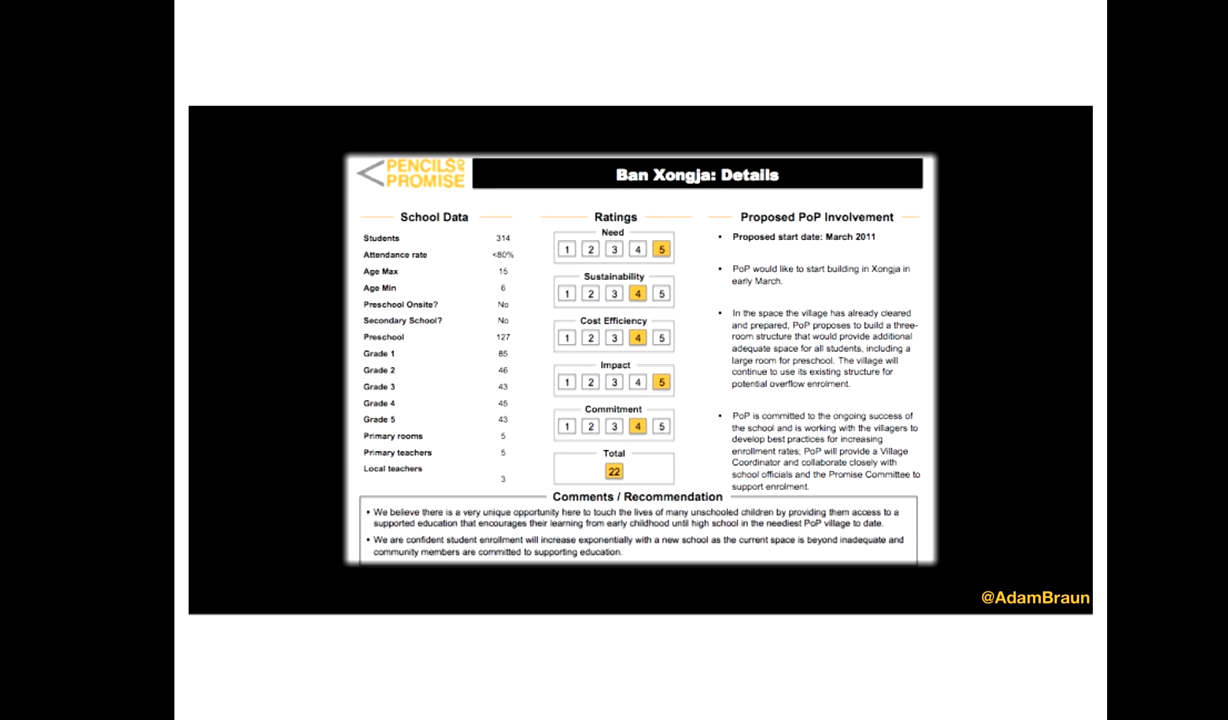 PENCILS OF
PROMISE
Ban Xongja: Details
School Data
Students 314
Attendance rate <80%
Age Max 15
Age Min 6
Preschool Onsite? No
Secondary School? No
Preschool 127
Grade 1 85
Grade 2 46
Grade 3 43
Grade 4 45
Grade 5 43
Primary rooms 5
Primary teachers 5
Local teachers
3
Ratings
Need
1 2 3 4 5
Sustainability
1 2 3 4 5
Cost Efficiency
1 2 3 4 5
Impact
1 2 3 4 5
Commitment
1 2 3 4 5
Total
22
Proposed PoP Involvement
• Proposed start date: March 2011
• PoP would like to start building in Xongja in
early March.
• In the space the village has already cleared
and prepared, PoP proposes to build a three-
room structure that would provide additional
adequate space for all students, including a
large room for preschool. The village will
continue to use its existing structure for
potential overflow enrolment.
• PoP is committed to the ongoing success of
the school and is working with the villagers to
develop best practices for increasing
enrollment rates; PoP will provide a Village
Coordinator and collaborate closely with
school officials and the Promise Committee to
support enrolment.
Comments / Recommendation
• We believe there is a very unique opportunity here to touch the lives of many unschooled children by providing them access to a
supported education that encourages their learning from early childhood until high school in the neediest PoP village to date.
• We are confident student enrollment will increase exponentially with a new school as the current space is beyond inadequate and
community members are committed to supporting education.
@AdamBraun